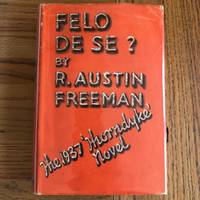 FELO
DE SE ?
BY
R. AUSTIN
FREEMAN
The 1937 'Thorndyke'
Novel